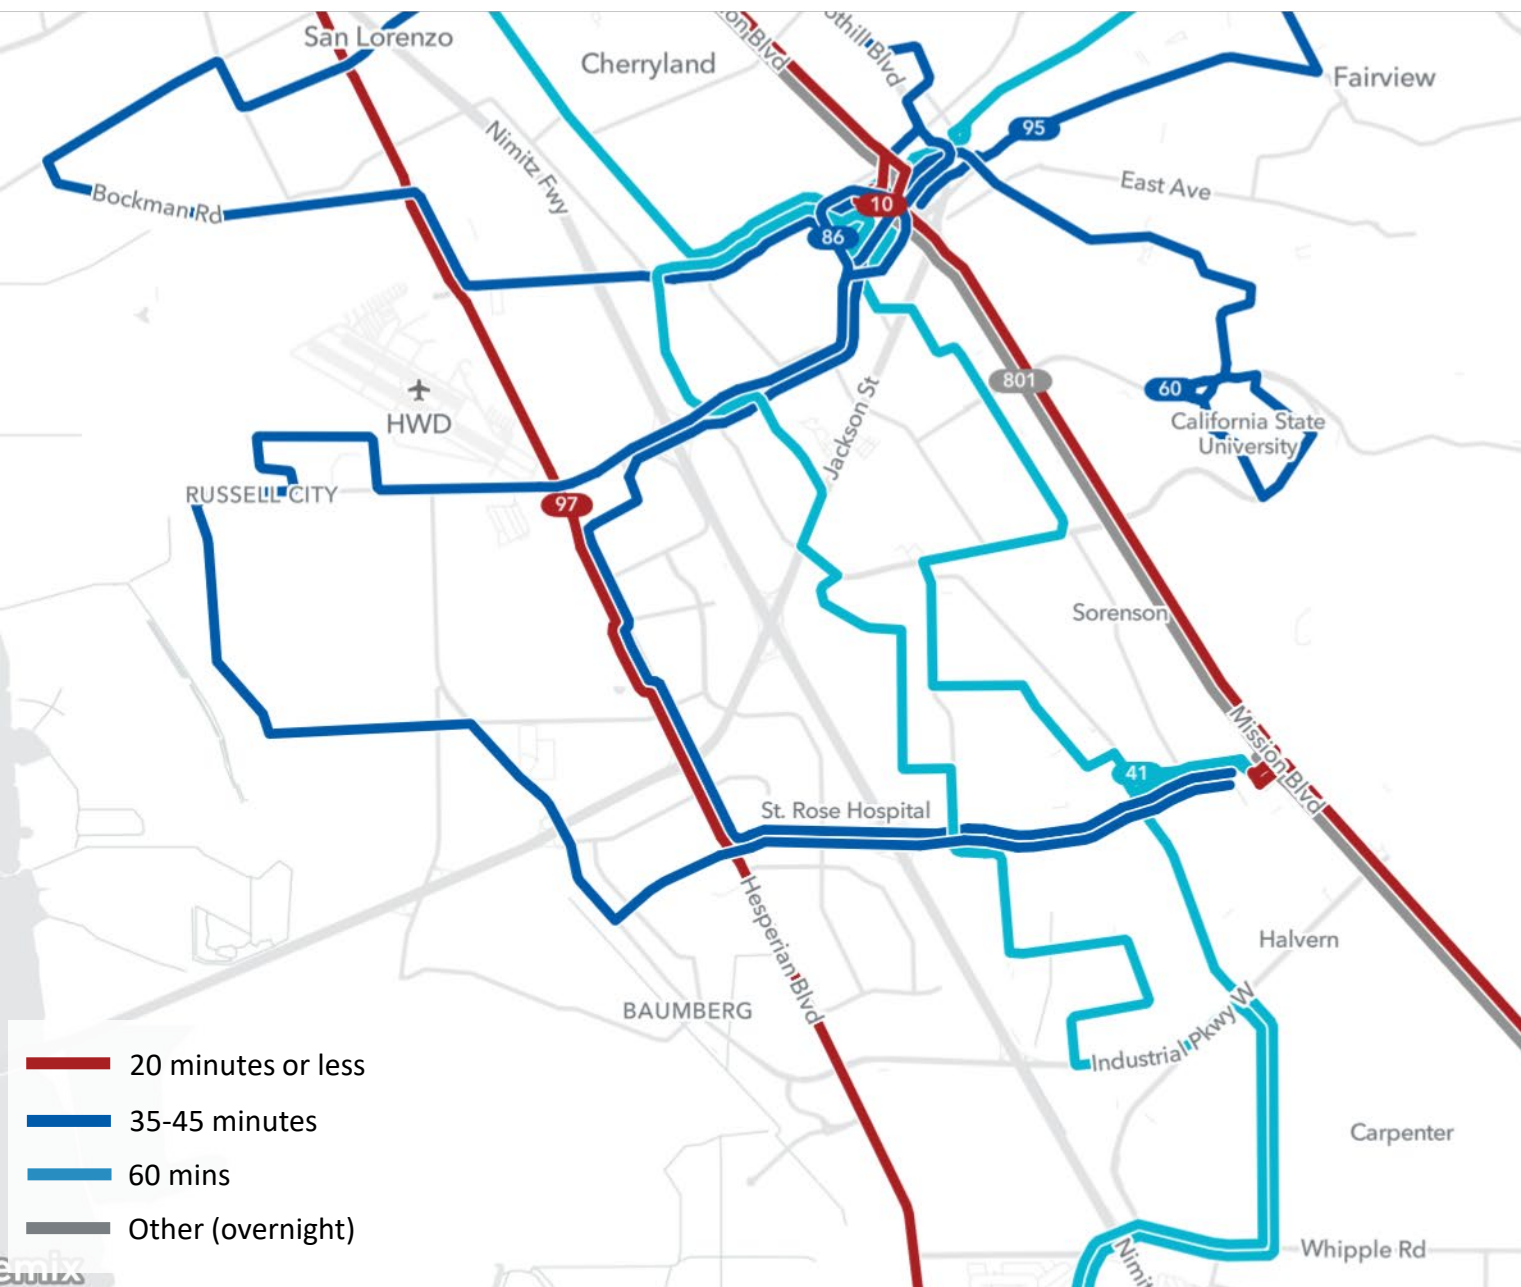 San Lorenzo
Cherryland
Blvd
Blvd
Fairview
95
Nimitz Fwy
East Ave
Bockman Rd
10
86
801
60
HWD
California State
University
Jackson St
RUSSELL CITY
97
Sorenson
Mission Blvd
41
St. Rose Hospital
Hesperian Blvd
Halvern
BAUMBERG
Industrial Pkwy W
20 minutes or less
35-45 minutes
60 mins
Other (overnight)
Carpenter
Whipple Rd